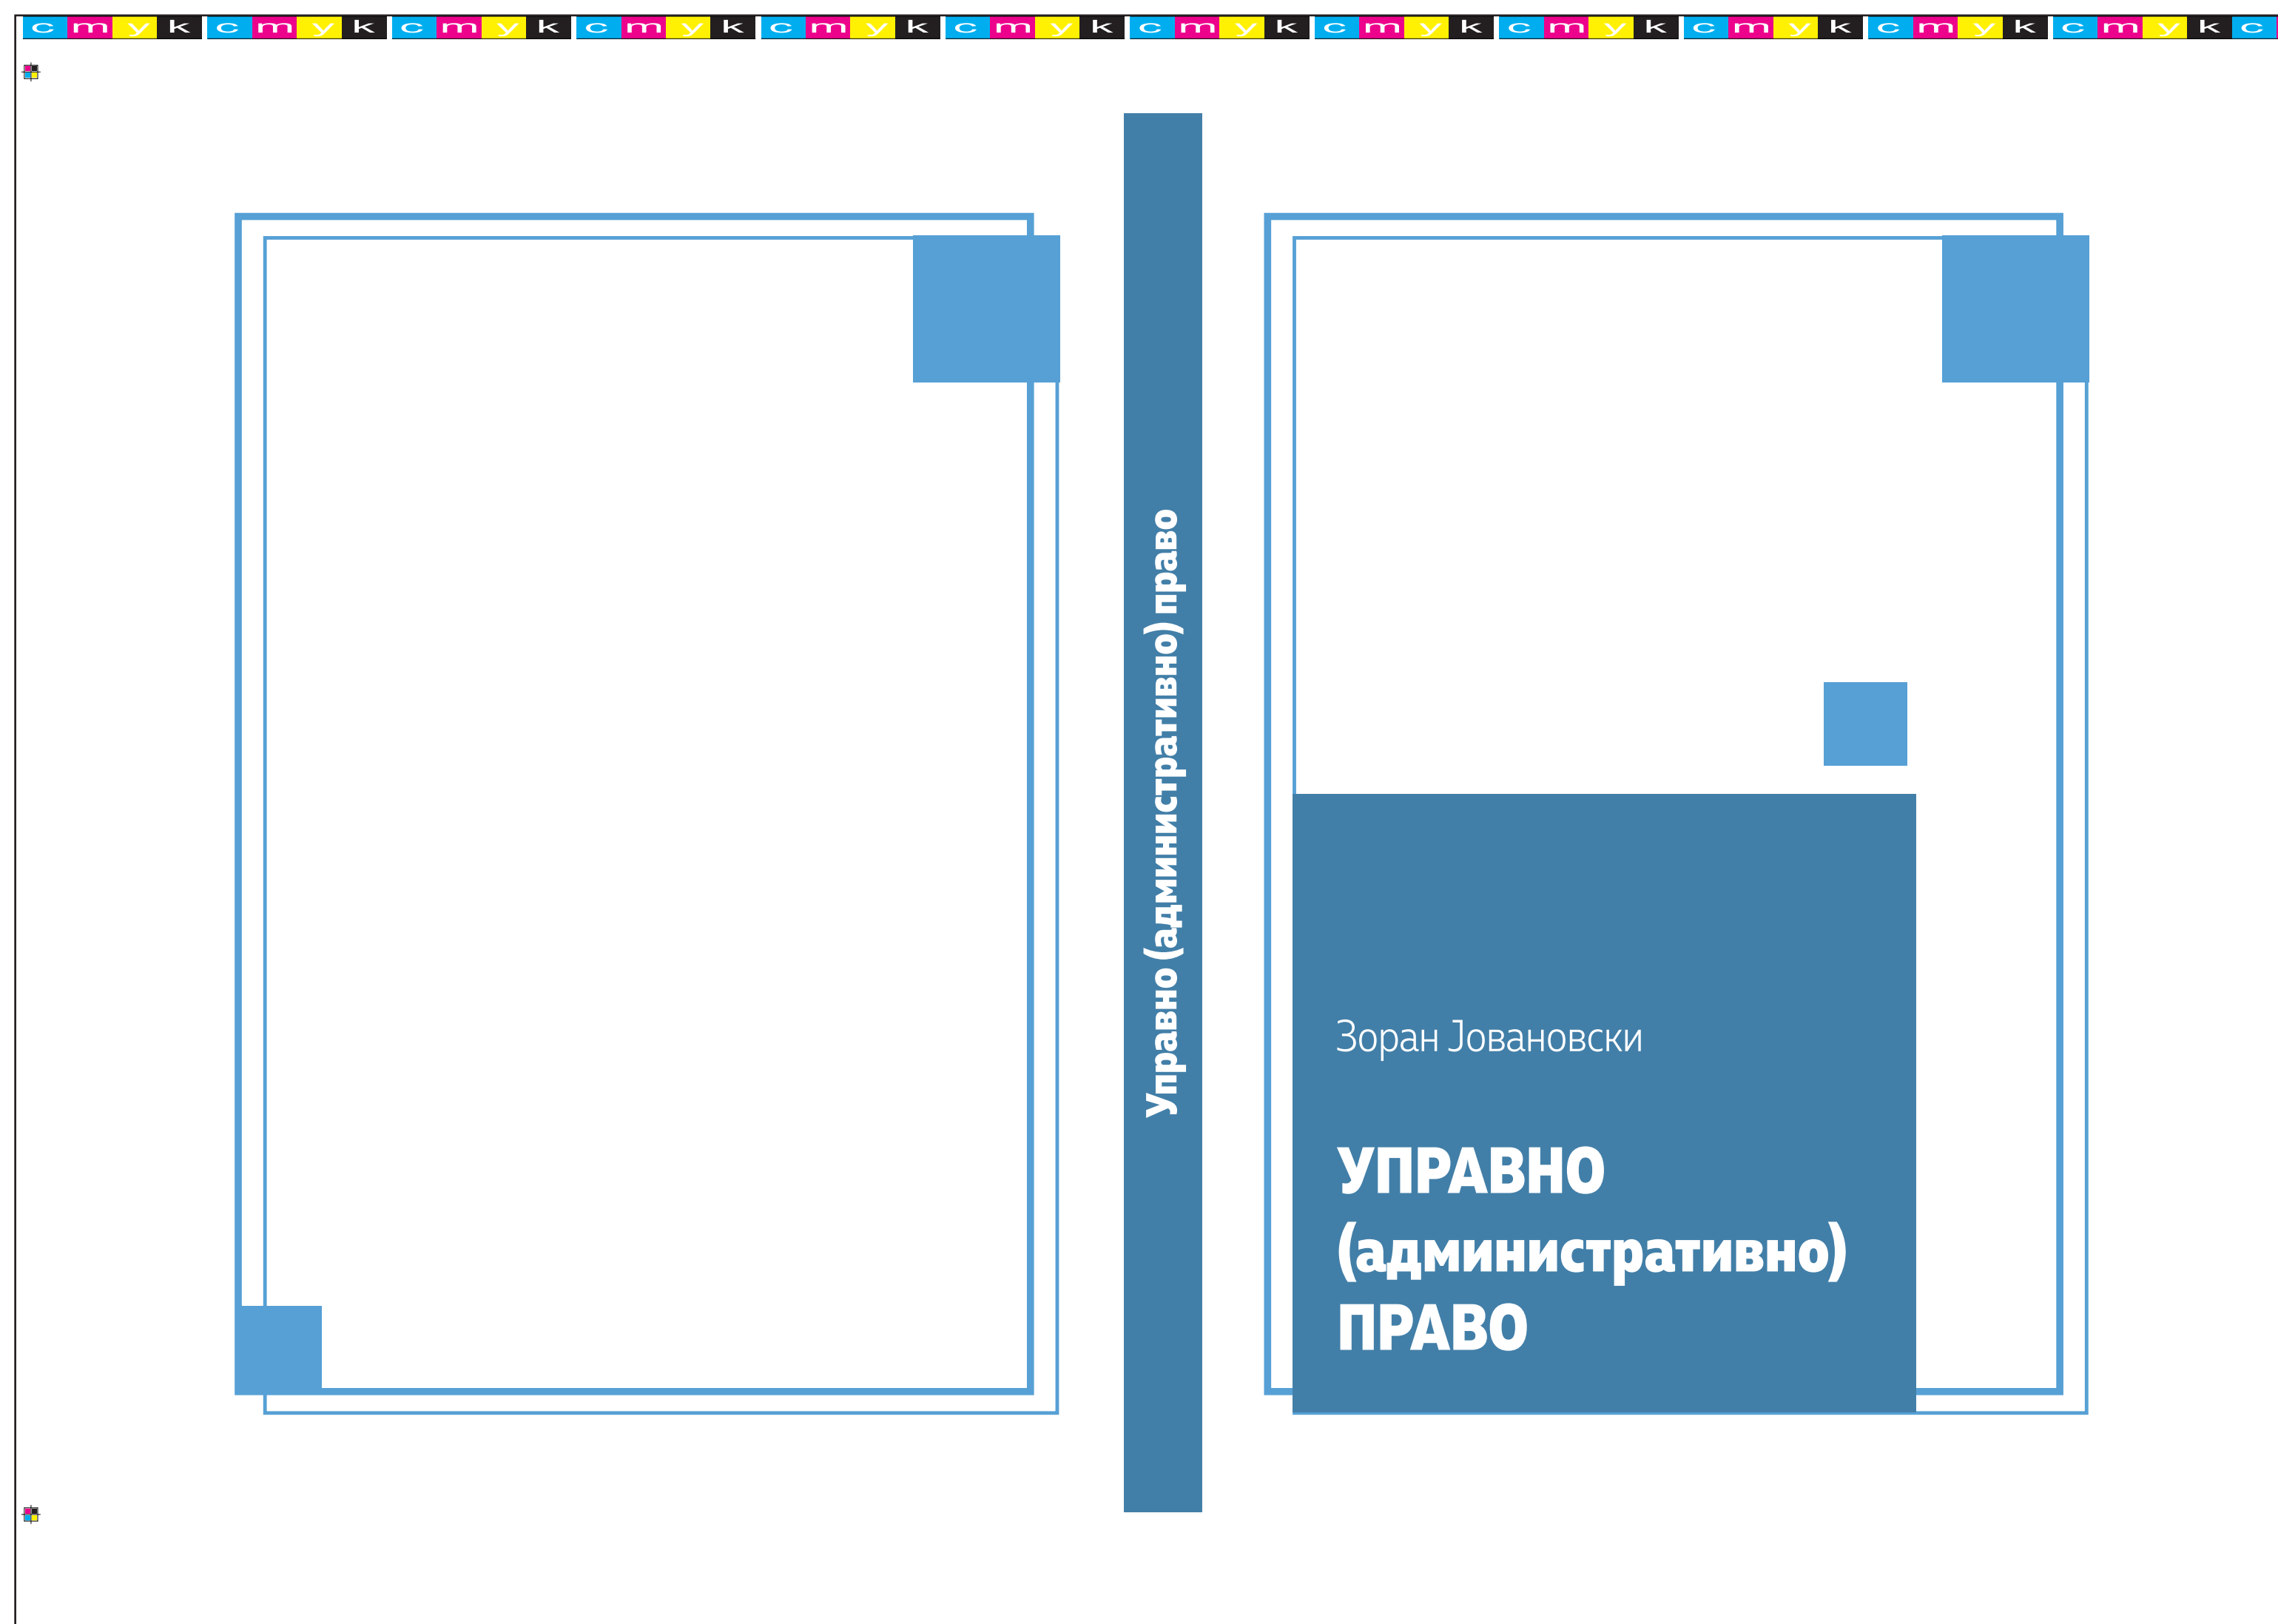 c m y k c m y k c m y k c m y k c m y k c m y k c m y k c m y k c m y k c m y k c m y k c m y k c
Управно (административно) право
Зоран Јовановски
УПРАВНО
(административно)
ПРАВО